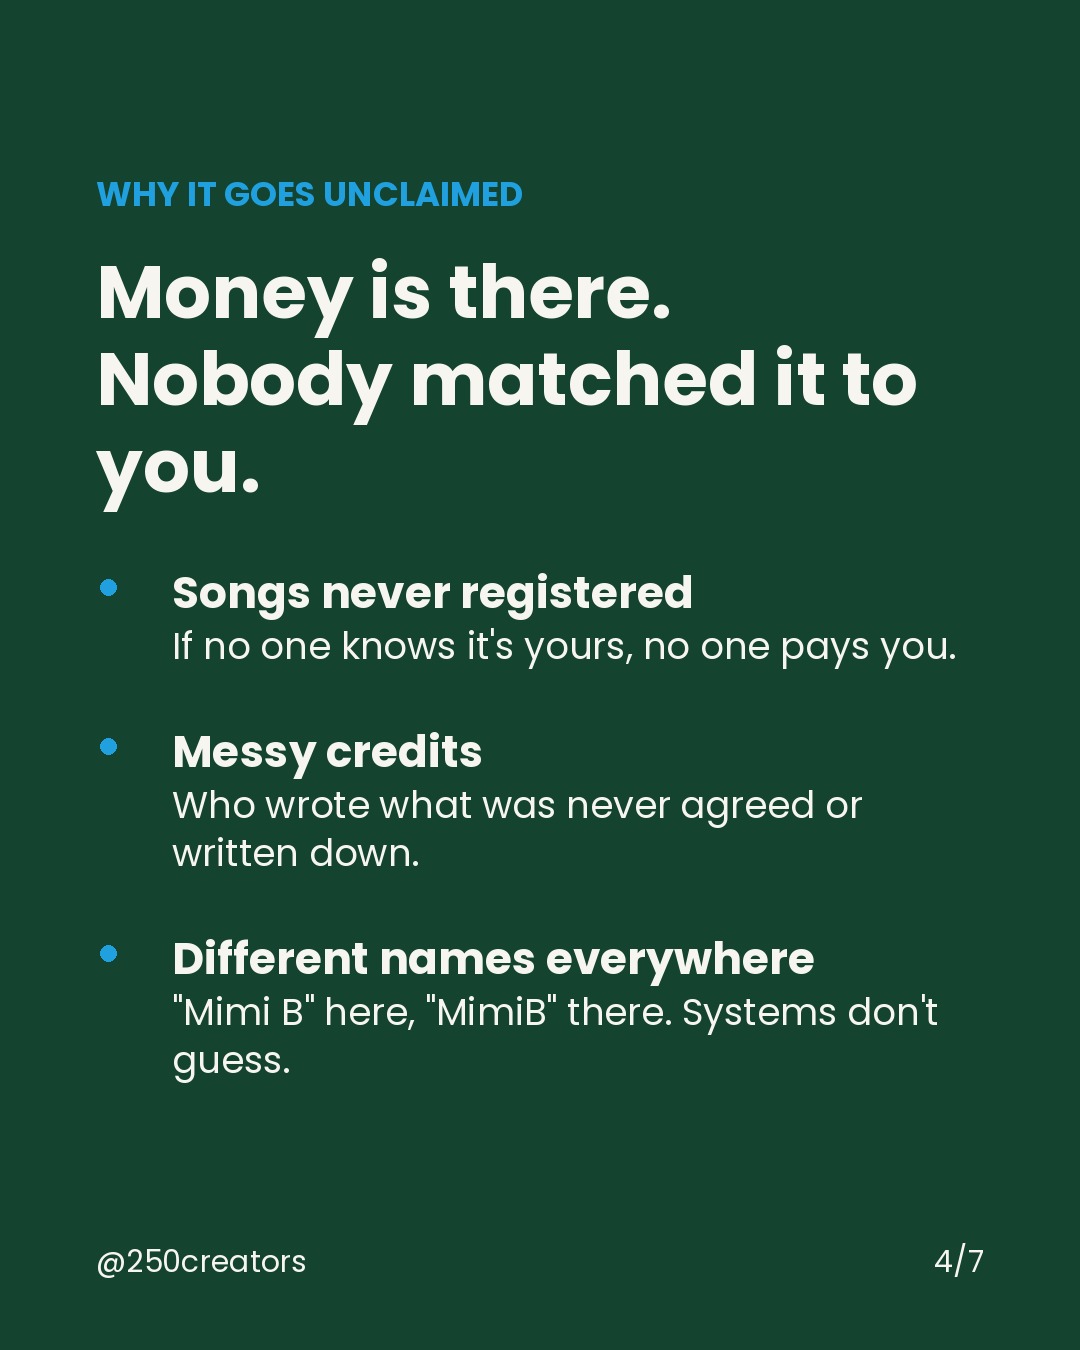 WHY IT GOES UNCLAIMED
Money is there.
Nobody matched it to
you.
Songs never registered
If no one knows it's yours, no one pays you.
Messy credits
Who wrote what was never agreed or
written down.
Different names everywhere
"Mimi B" here, "MimiB" there. Systems don't
guess.
@250creators
4/7